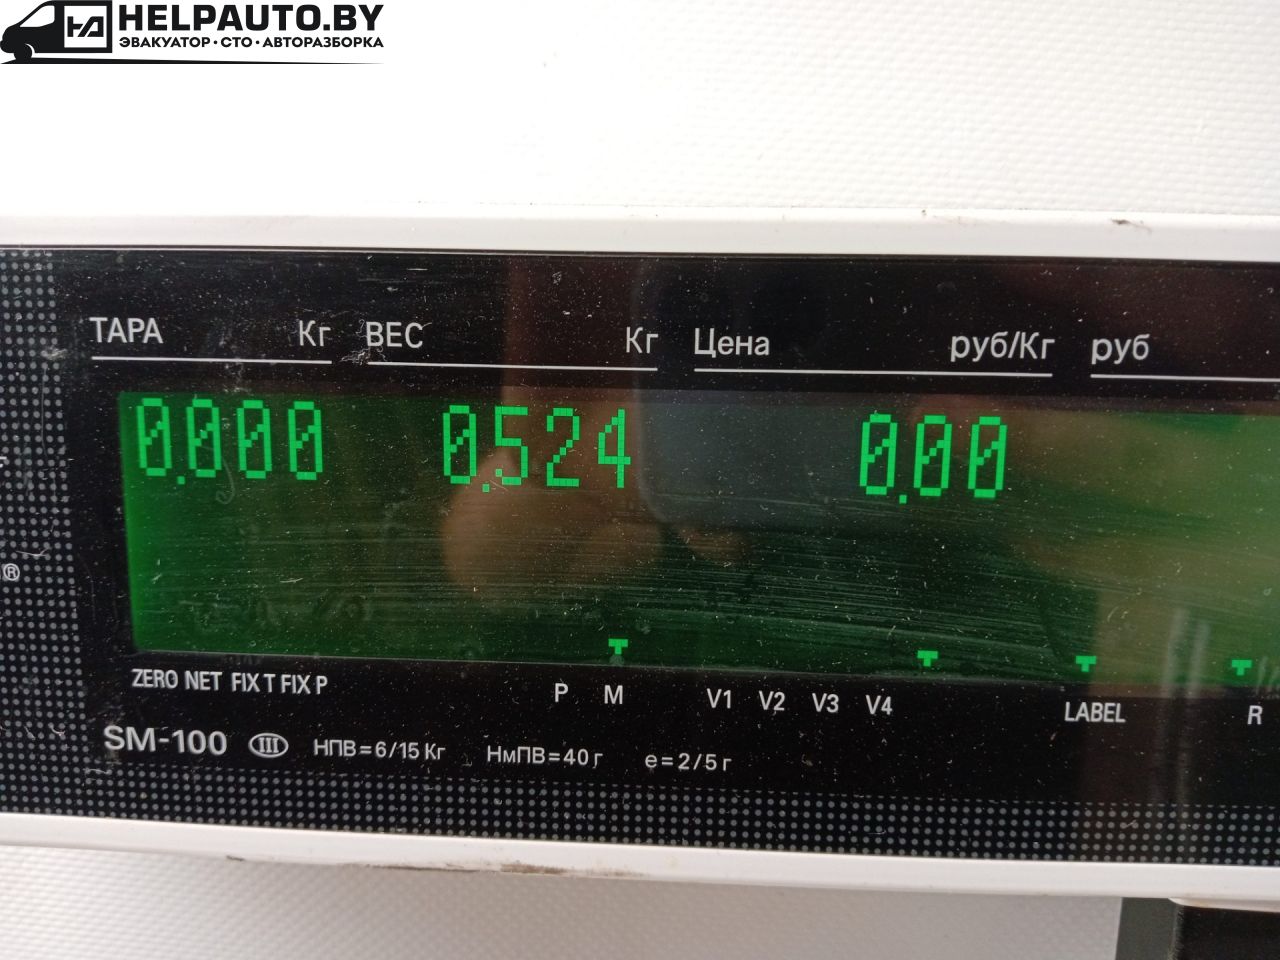 HELPAUTO.BY
ЭВАКУАТОР · СТО · АВТОРАЗБОРКА
ТАРА Кг ВЕС Кг Цена руб/Кг руб
0.000 0.524 0.00
®
ZERO NET FIX T FIX P P M V1 V2 V3 V4 LABEL R
SM-100 III НПВ=6/15 Кг НмПВ=40 г e=2/5 г